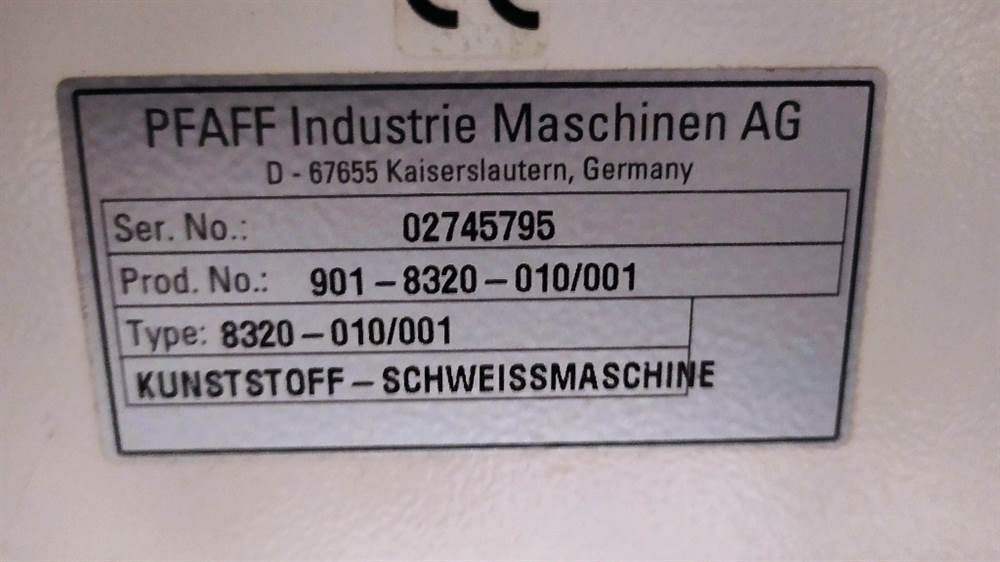 CE
PFAFF Industrie Maschinen AG
D - 67655 Kaiserslautern, Germany
Ser. No.: 02745795
Prod. No.: 901-8320-010/001
Type: 8320-010/001
KUNSTSTOFF-SCHWEISSMASCHINE